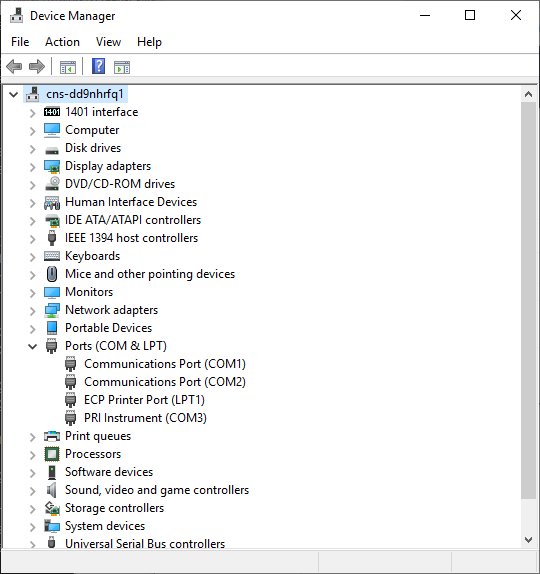 Device Manager
File Action View Help
cns-dd9nhrfq1
1401 1401 interface
Computer
Disk drives
Display adapters
DVD/CD-ROM drives
Human Interface Devices
IDE ATA/ATAPI controllers
IEEE 1394 host controllers
Keyboards
Mice and other pointing devices
Monitors
Network adapters
Portable Devices
Ports (COM & LPT)
Communications Port (COM1)
Communications Port (COM2)
ECP Printer Port (LPT1)
PRI Instrument (COM3)
Print queues
Processors
Software devices
Sound, video and game controllers
Storage controllers
System devices
Universal Serial Bus controllers